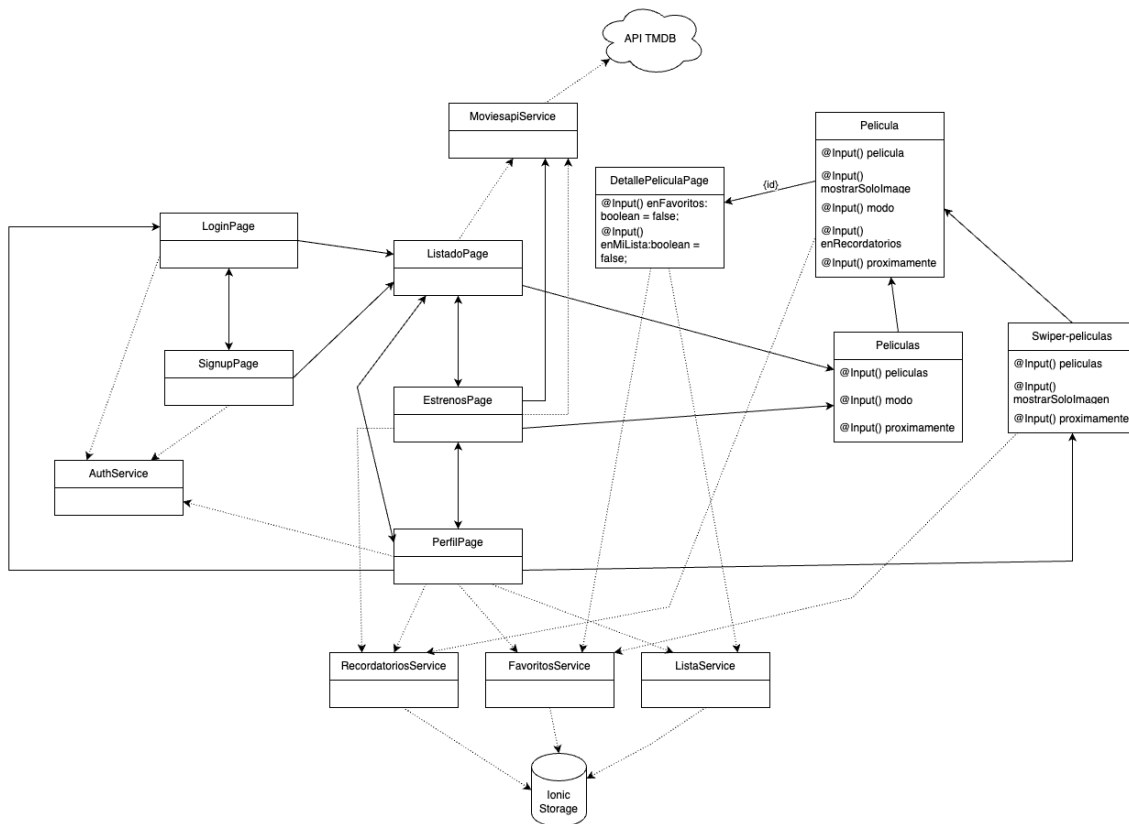 API TMDB
MoviesapiService
Pelicula
@Input() pelicula
@Input()
mostrarSoloImage
@Input() modo
@Input()
enRecordatorios
@Input() proximamente
DetallePeliculaPage
@Input() enFavoritos:
boolean = false;
@Input()
enMiLista:boolean =
false;
{id}
LoginPage
ListadoPage
SignupPage
EstrenosPage
Peliculas
@Input() peliculas
@Input() modo
@Input() proximamente
Swiper-peliculas
@Input() peliculas
@Input()
mostrarSoloImagen
@Input() proximamente
AuthService
PerfilPage
RecordatoriosService
FavoritosService
ListaService
Ionic
Storage